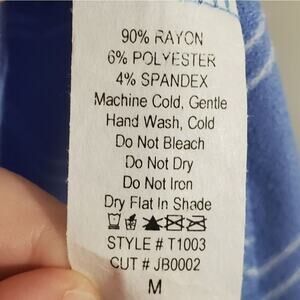 90% RAYON
6% POLYESTER
4% SPANDEX
Machine Cold, Gentle
Hand Wash, Cold
Do Not Bleach
Do Not Dry
Do Not Iron
Dry Flat In Shade
STYLE # T1003
CUT # JB0002
M